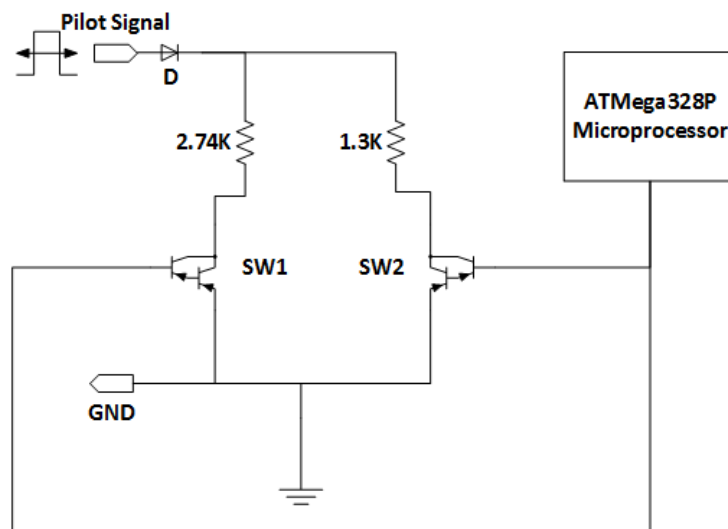 Pilot Signal
D
2.74K
1.3K
ATMega328P
Microprocessor
SW1
SW2
GND